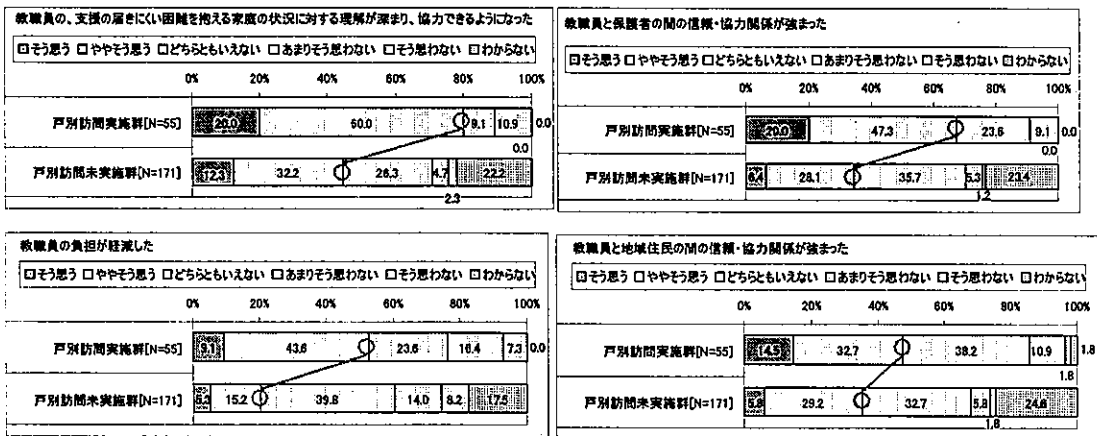 教職員の、支援の届きにくい困難を抱える家庭の状況に対する理解が深まり、協力できるようになった
そう思う ややそう思う どちらともいえない あまりそう思わない そう思わない わからない
0% 20% 40% 60% 80% 100%
戸別訪問実施群[N=55] 20.0 60.0 9.1 10.9 0.0
0.0
戸別訪問未実施群[N=171] 12.3 32.2 26.3 4.7 22.2
2.3
教職員と保護者の間の信頼・協力関係が強まった
そう思う ややそう思う どちらともいえない あまりそう思わない そう思わない わからない
0% 20% 40% 60% 80% 100%
戸別訪問実施群[N=55] 20.0 47.3 23.6 9.1 0.0
0.0
戸別訪問未実施群[N=171] 6.4 28.1 35.7 5.3 23.4
1.2
教職員の負担が軽減した
そう思う ややそう思う どちらともいえない あまりそう思わない そう思わない わからない
0% 20% 40% 60% 80% 100%
戸別訪問実施群[N=55] 9.1 43.6 23.6 16.4 7.3 0.0
戸別訪問未実施群[N=171] 5.3 15.2 39.8 14.0 8.2 17.5
教職員と地域住民の間の信頼・協力関係が強まった
そう思う ややそう思う どちらともいえない あまりそう思わない そう思わない わからない
0% 20% 40% 60% 80% 100%
戸別訪問実施群[N=55] 14.5 32.7 38.2 10.9 1.8
1.8
戸別訪問未実施群[N=171] 5.8 29.2 32.7 5.8 24.6
1.8